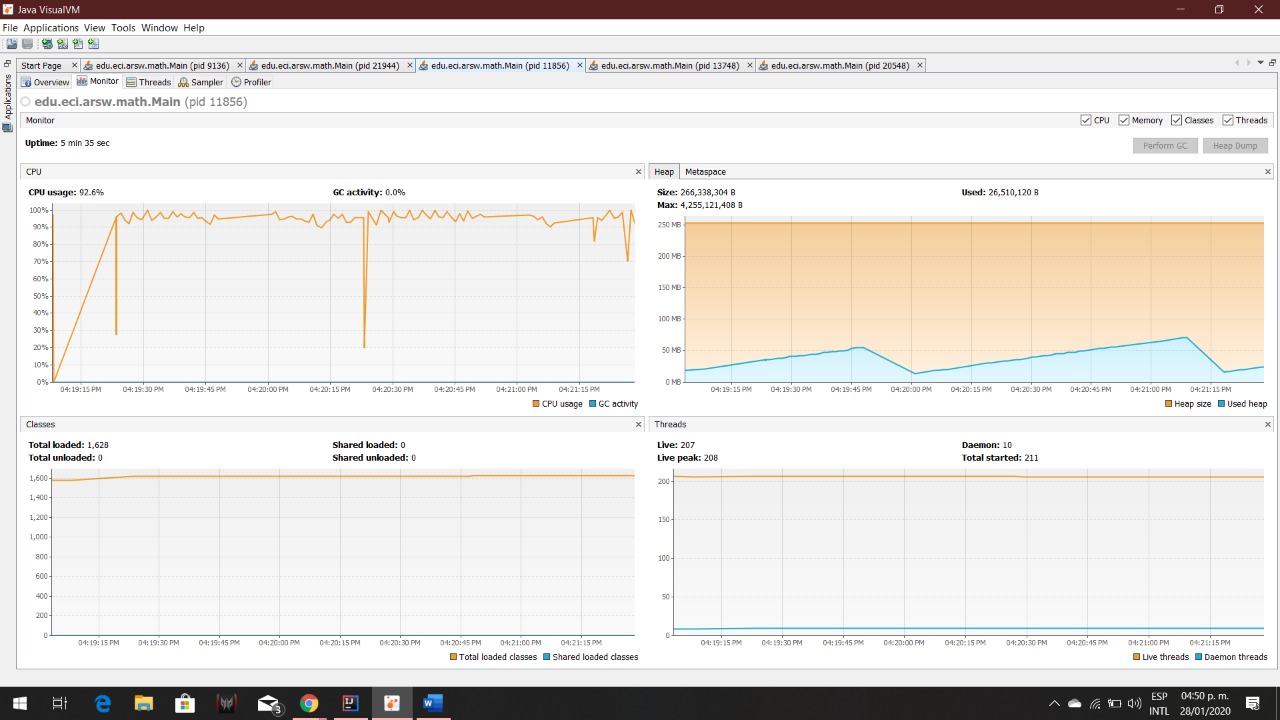 Java VisualVM
File Applications View Tools Window Help
Start Page edu.eci.arsw.math.Main (pid 9136) edu.eci.arsw.math.Main (pid 21944) edu.eci.arsw.math.Main (pid 11856) edu.eci.arsw.math.Main (pid 13748) edu.eci.arsw.math.Main (pid 20548)
Applications
Overview Monitor Threads Sampler Profiler
edu.eci.arsw.math.Main (pid 11856)
Monitor CPU Memory Classes Threads
Uptime: 5 min 35 sec
Perform GC Heap Dump
CPU
CPU usage: 92.6% GC activity: 0.0%
100%
90%
80%
70%
60%
50%
40%
30%
20%
10%
0%
04:19:15 PM 04:19:30 PM 04:19:45 PM 04:20:00 PM 04:20:15 PM 04:20:30 PM 04:20:45 PM 04:21:00 PM 04:21:15 PM
CPU usage GC activity
Heap Metaspace
Size: 266,338,304 B Used: 26,510,120 B
Max: 4,255,121,408 B
250 MB
200 MB
150 MB
100 MB
50 MB
0 MB
04:19:15 PM 04:19:30 PM 04:19:45 PM 04:20:00 PM 04:20:15 PM 04:20:30 PM 04:20:45 PM 04:21:00 PM 04:21:15 PM
Heap size Used heap
Classes
Total loaded: 1,628 Shared loaded: 0
Total unloaded: 0 Shared unloaded: 0
1,600
1,400
1,200
1,000
800
600
400
200
0
04:19:15 PM 04:19:30 PM 04:19:45 PM 04:20:00 PM 04:20:15 PM 04:20:30 PM 04:20:45 PM 04:21:00 PM 04:21:15 PM
Total loaded classes Shared loaded classes
Threads
Live: 207 Daemon: 10
Live peak: 208 Total started: 211
200
150
100
50
0
04:19:15 PM 04:19:30 PM 04:19:45 PM 04:20:00 PM 04:20:15 PM 04:20:30 PM 04:20:45 PM 04:21:00 PM 04:21:15 PM
Live threads Daemon threads
3
ESP 04:50 p. m.
INTL 28/01/2020